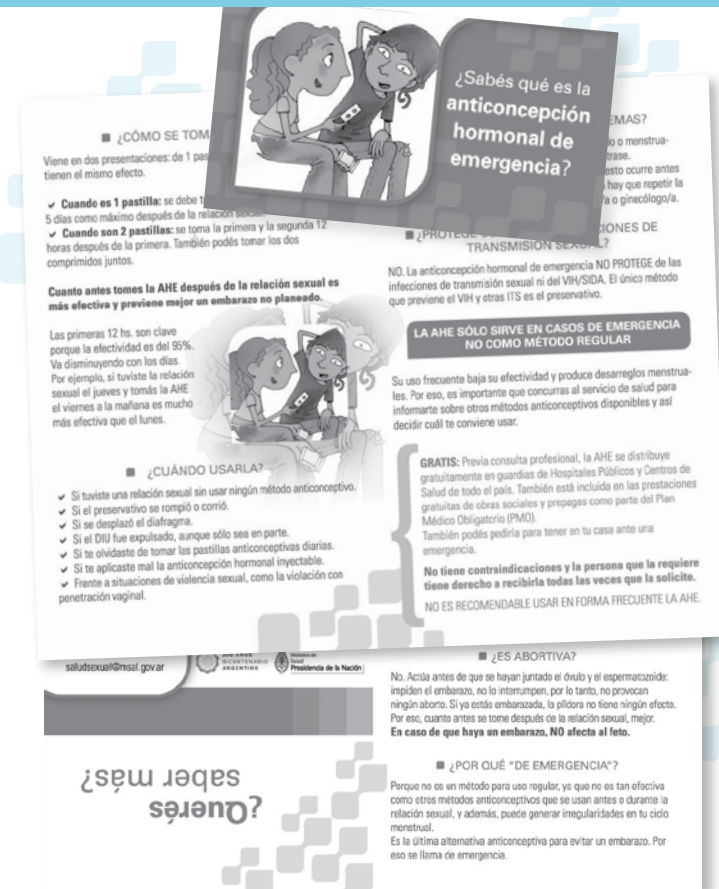 ¿Sabés qué es la
anticoncepción
hormonal de
emergencia?
■ ¿CÓMO SE TOM
Viene en dos presentaciones: de 1 pas
tienen el mismo efecto.
✓ Cuando es 1 pastilla: se debe t
5 días como máximo después de la relación sexual.
✓ Cuando son 2 pastillas: se toma la primera y la segunda 12
horas después de la primera. También podés tomar los dos
comprimidos juntos.
Cuanto antes tomes la AHE después de la relación sexual es
más efectiva y previene mejor un embarazo no planeado.
Las primeras 12 hs. son clave
porque la efectividad es del 95%.
Va disminuyendo con los días.
Por ejemplo, si tuviste la relación
sexual el jueves y tomás la AHE
el viernes a la mañana es mucho
más efectiva que el lunes.
■ ¿CUÁNDO USARLA?
✓ Si tuviste una relación sexual sin usar ningún método anticonceptivo.
✓ Si el preservativo se rompió o corrió.
✓ Si se desplazó el diafragma.
✓ Si el DIU fue expulsado, aunque sólo sea en parte.
✓ Si te olvidaste de tomar las pastillas anticonceptivas diarias.
✓ Si te aplicaste mal la anticoncepción hormonal inyectable.
✓ Frente a situaciones de violencia sexual, como la violación con
penetración vaginal.
EMAS?
o menstrua-
trase.
esto ocurre antes
hay que repetir la
/a o ginecólogo/a.
■ ¿PROTEGE CIONES DE
TRANSMISIÓN SEXUAL?
NO. La anticoncepción hormonal de emergencia NO PROTEGE de las
infecciones de transmisión sexual ni del VIH/SIDA. El único método
que previene el VIH y otras ITS es el preservativo.
LA AHE SÓLO SIRVE EN CASOS DE EMERGENCIA
NO COMO MÉTODO REGULAR
Su uso frecuente baja su efectividad y produce desarreglos menstrua-
les. Por eso, es importante que concurras al servicio de salud para
informarte sobre otros métodos anticonceptivos disponibles y así
decidir cuál te conviene usar.
GRATIS: Previa consulta profesional, la AHE se distribuye
gratuitamente en guardias de Hospitales Públicos y Centros de
Salud de todo el país. También está incluida en las prestaciones
gratuitas de obras sociales y prepagas como parte del Plan
Médico Obligatorio (PMO).
También podés pedirla para tener en tu casa ante una
emergencia.
No tiene contraindicaciones y la persona que la requiere
tiene derecho a recibirla todas las veces que la solicite.
NO ES RECOMENDABLE USAR EN FORMA FRECUENTE LA AHE.
saludsexual@msal.gov.ar
BICENTENARIO
ARGENTINO
Ministerio de
Salud
Presidencia de la Nación
¿Querés
saber más?
■ ¿ES ABORTIVA?
No. Actúa antes de que se hayan juntado el óvulo y el espermatozoide:
impiden el embarazo, no lo interrumpen, por lo tanto, no provocan
ningún aborto. Si ya estás embarazada, la píldora no tiene ningún efecto.
Por eso, cuanto antes se tome después de la relación sexual, mejor.
En caso de que haya un embarazo, NO afecta al feto.
■ ¿POR QUÉ "DE EMERGENCIA"?
Porque no es un método para uso regular, ya que no es tan efectiva
como otros métodos anticonceptivos que se usan antes o durante la
relación sexual, y además, puede generar irregularidades en tu ciclo
menstrual.
Es la última alternativa anticonceptiva para evitar un embarazo. Por
eso se llama de emergencia.